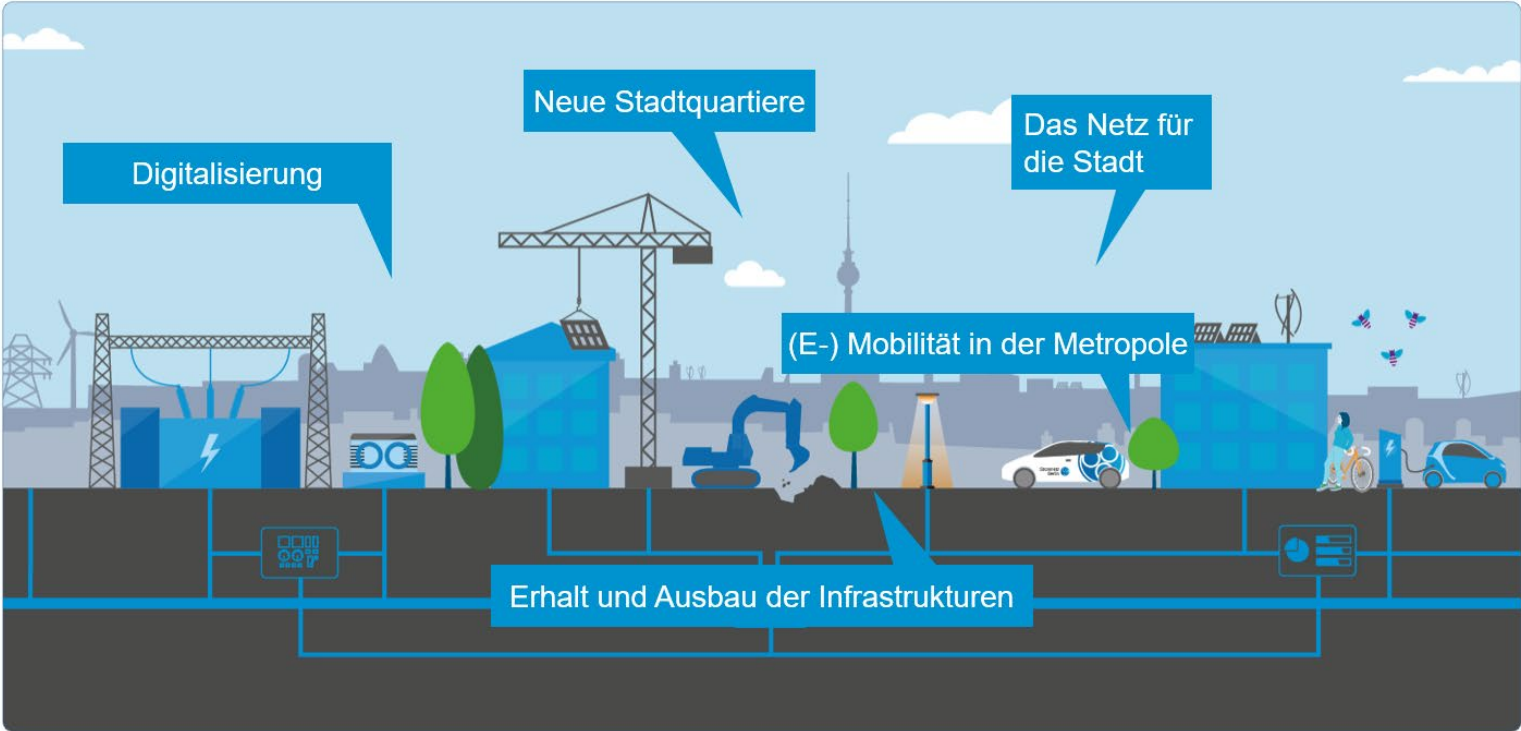 Neue Stadtquartiere
Das Netz für
die Stadt
Digitalisierung
(E-) Mobilität in der Metropole
Erhalt und Ausbau der Infrastrukturen